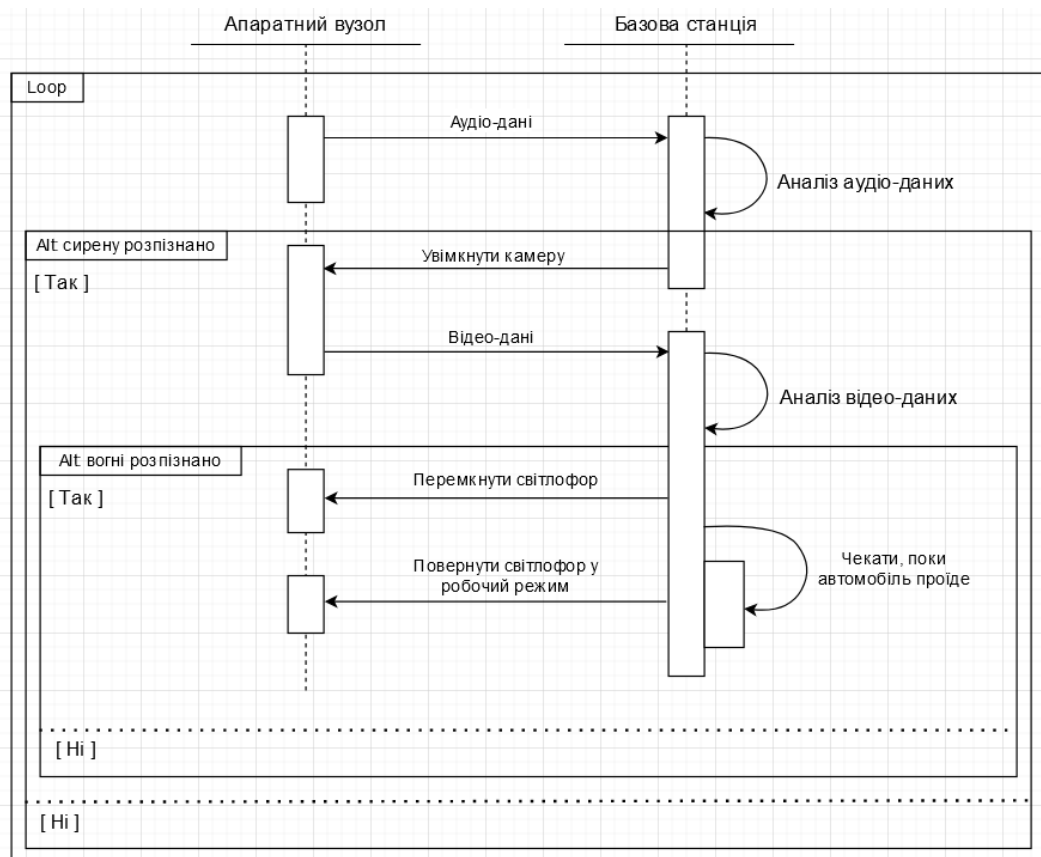 Апаратний вузол
Базова станція
Loop
Аудіо-дані
Аналіз аудіо-даних
Alt сирену розпізнано
Увімкнути камеру
[ Так ]
Відео-дані
Аналіз відео-даних
Alt вогні розпізнано
Перемкнути світлофор
[ Так ]
Чекати, поки
автомобіль проїде
Повернути світлофор у
робочий режим
[ Ні ]
[ Ні ]